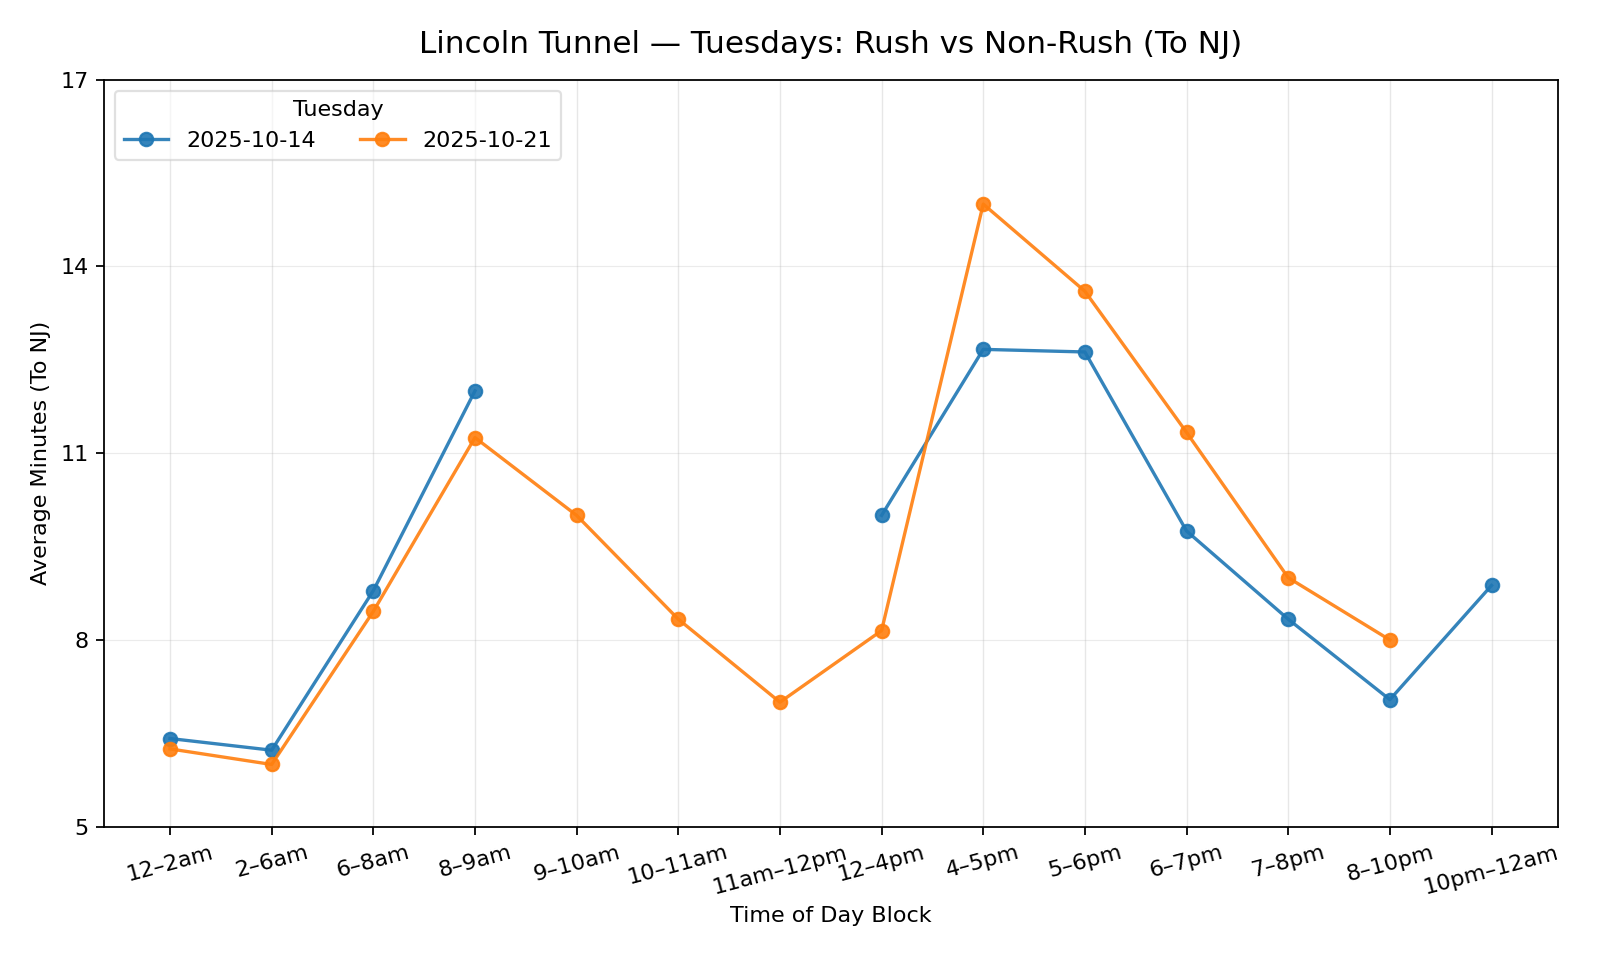 Lincoln Tunnel — Tuesdays: Rush vs Non-Rush (To NJ)
Tuesday
2025-10-14 2025-10-21
17
14
11
8
5
Average Minutes (To NJ)
12–2am 2–6am 6–8am 8–9am 9–10am 10–11am 11am–12pm 12–4pm 4–5pm 5–6pm 6–7pm 7–8pm 8–10pm 10pm–12am
Time of Day Block